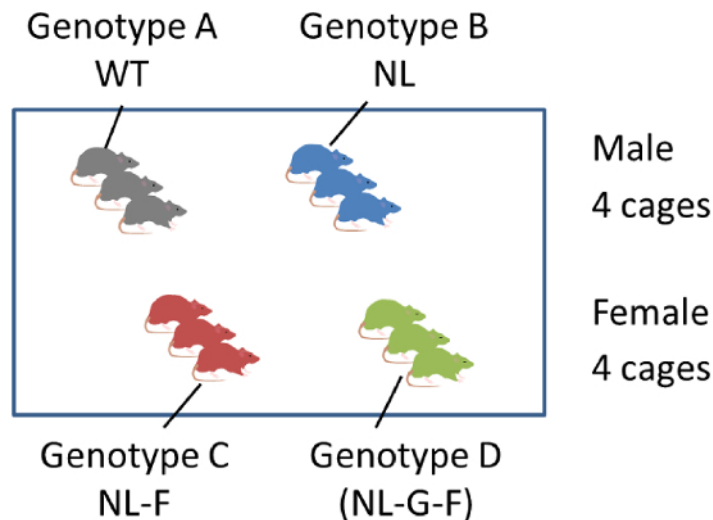 Genotype A
WT
Genotype B
NL
Male
4 cages
Female
4 cages
Genotype C
NL-F
Genotype D
(NL-G-F)